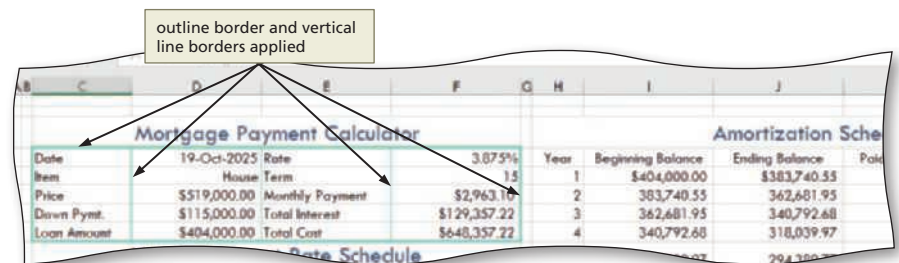 outline border and vertical
line borders applied
B C D E F G H I J
Mortgage Payment Calculator Amortization Sche
Date 19-Oct-2025 Rate 3.875% Year Beginning Balance Ending Balance Paid
Item House Term 15 1 $404,000.00 $383,740.55
Price $519,000.00 Monthly Payment $2,963.10 2 383,740.55 362,681.95
Down Pymt. $115,000.00 Total Interest $129,357.22 3 362,681.95 340,792.68
Loan Amount $404,000.00 Total Cost $648,357.22 4 340,792.68 318,039.97
Rate Schedule